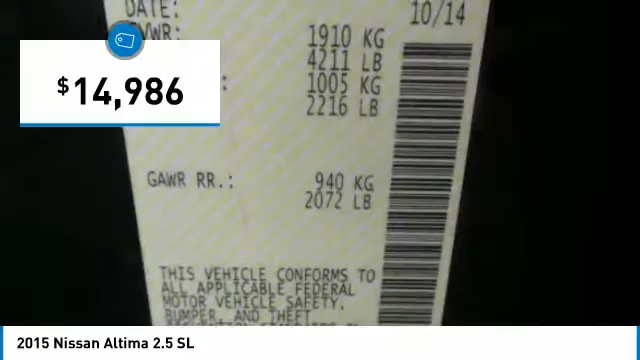 DATE: 10/14
GVWR: 1910 KG
4211 LB
: 1005 KG
2216 LB
$14,986
GAWR RR.: 940 KG
2072 LB
THIS VEHICLE CONFORMS TO
ALL APPLICABLE FEDERAL
MOTOR VEHICLE SAFETY,
BUMPER, AND THEFT
2015 Nissan Altima 2.5 SL